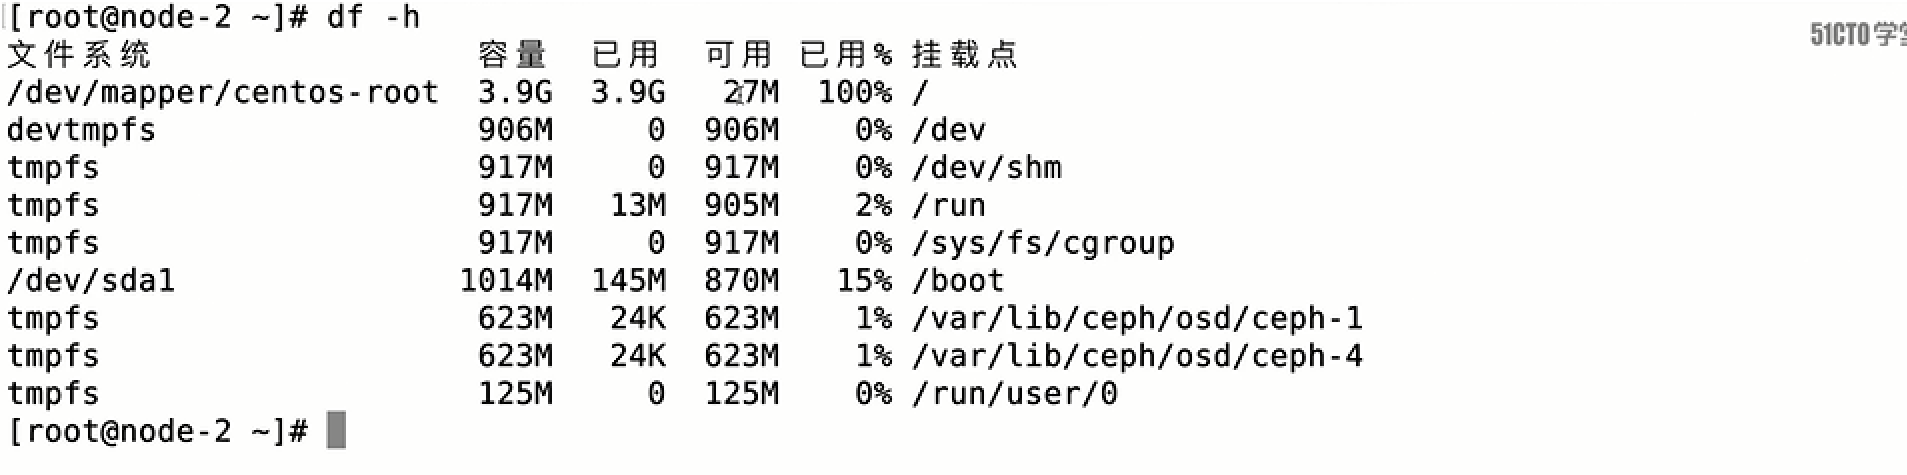 [root@node-2 ~]# df -h
51CTO学堂
文件系统 容量 已用 可用 已用% 挂载点
/dev/mapper/centos-root 3.9G 3.9G 27M 100% /
devtmpfs 906M 0 906M 0% /dev
tmpfs 917M 0 917M 0% /dev/shm
tmpfs 917M 13M 905M 2% /run
tmpfs 917M 0 917M 0% /sys/fs/cgroup
/dev/sda1 1014M 145M 870M 15% /boot
tmpfs 623M 24K 623M 1% /var/lib/ceph/osd/ceph-1
tmpfs 623M 24K 623M 1% /var/lib/ceph/osd/ceph-4
tmpfs 125M 0 125M 0% /run/user/0
[root@node-2 ~]#